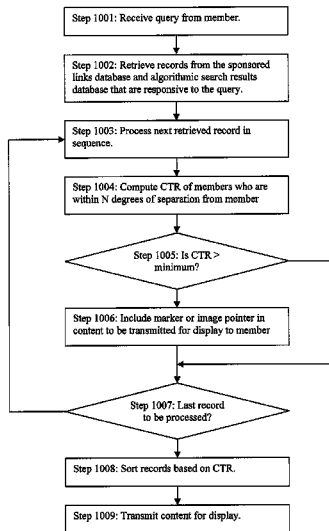 Step 1001: Receive query from member.
Step 1002: Retrieve records from the sponsored
links database and algorithmic search results
database that are responsive to the query.
Step 1003: Process next retrieved record in
sequence.
Step 1004: Compute CTR of members who are
within N degrees of separation from member
Step 1005: Is CTR >
minimum?
Step 1006: Include marker or image pointer in
content to be transmitted for display to member
Step 1007: Last record
to be processed?
Step 1008: Sort records based on CTR.
Step 1009: Transmit content for display.